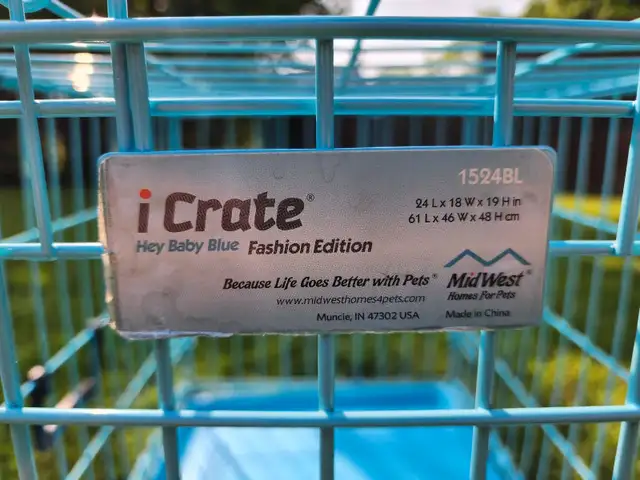 1524BL
i Crate®
24 L x 18 W x 19 H in
61 L x 46 W x 48 H cm
Hey Baby Blue Fashion Edition
Because Life Goes Better with Pets®
MidWest®
Homes For Pets
www.midwesthomes4pets.com
Muncie, IN 47302 USA
Made in China